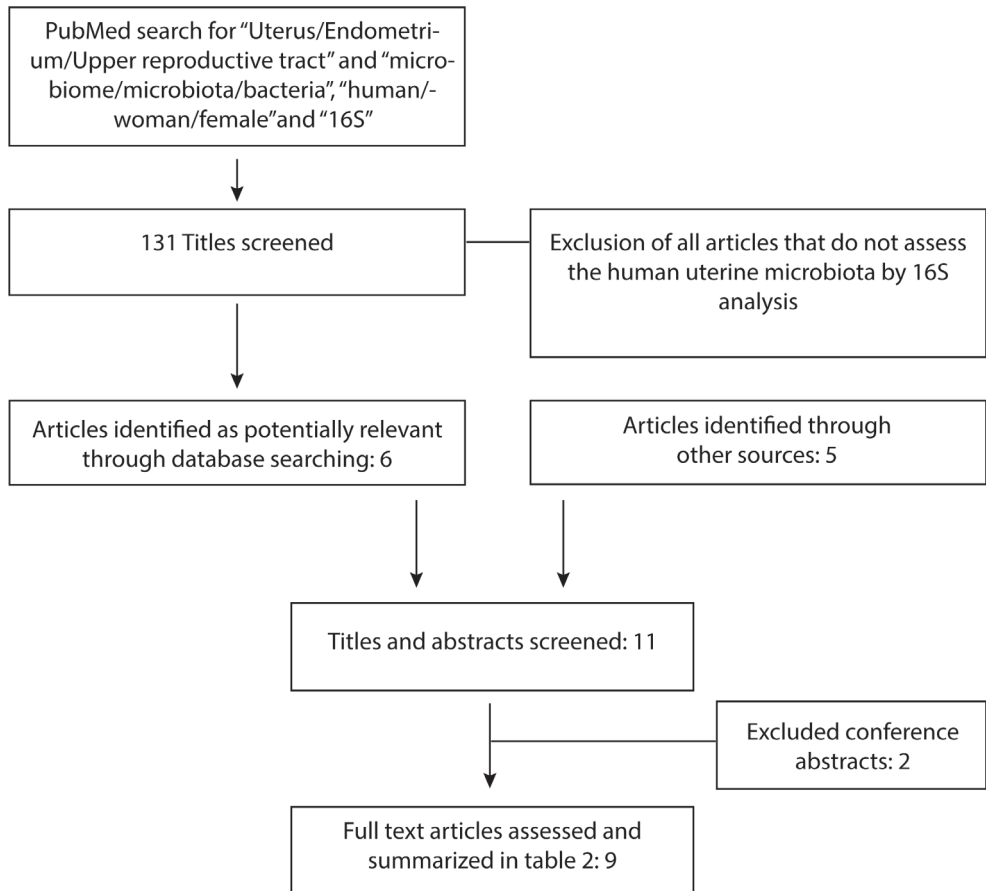 PubMed search for “Uterus/Endometri-
um/Upper reproductive tract” and “micro-
biome/microbiota/bacteria”, “human/-
woman/female”and “16S”
131 Titles screened
Exclusion of all articles that do not assess
the human uterine microbiota by 16S
analysis
Articles identified as potentially relevant
through database searching: 6
Articles identified through
other sources: 5
Titles and abstracts screened: 11
Excluded conference
abstracts: 2
Full text articles assessed and
summarized in table 2: 9